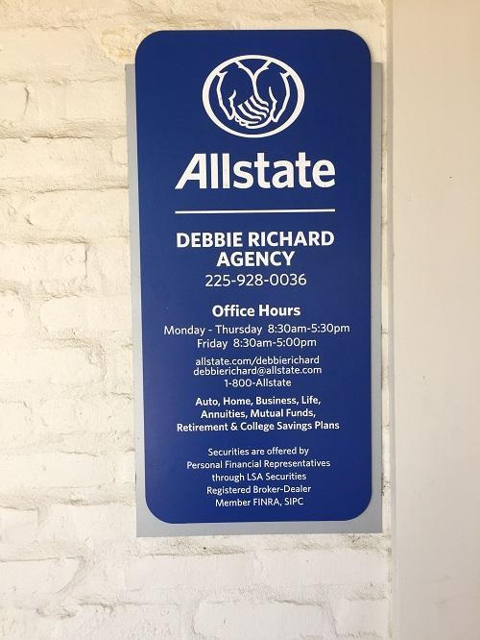 Allstate
DEBBIE RICHARD
AGENCY
225-928-0036
Office Hours
Monday - Thursday 8:30am-5:30pm
Friday 8:30am-5:00pm
allstate.com/debbierichard
debbierichard@allstate.com
1-800-Allstate
Auto, Home, Business, Life,
Annuities, Mutual Funds,
Retirement & College Savings Plans
Securities are offered by
Personal Financial Representatives
through LSA Securities
Registered Broker-Dealer
Member FINRA, SIPC